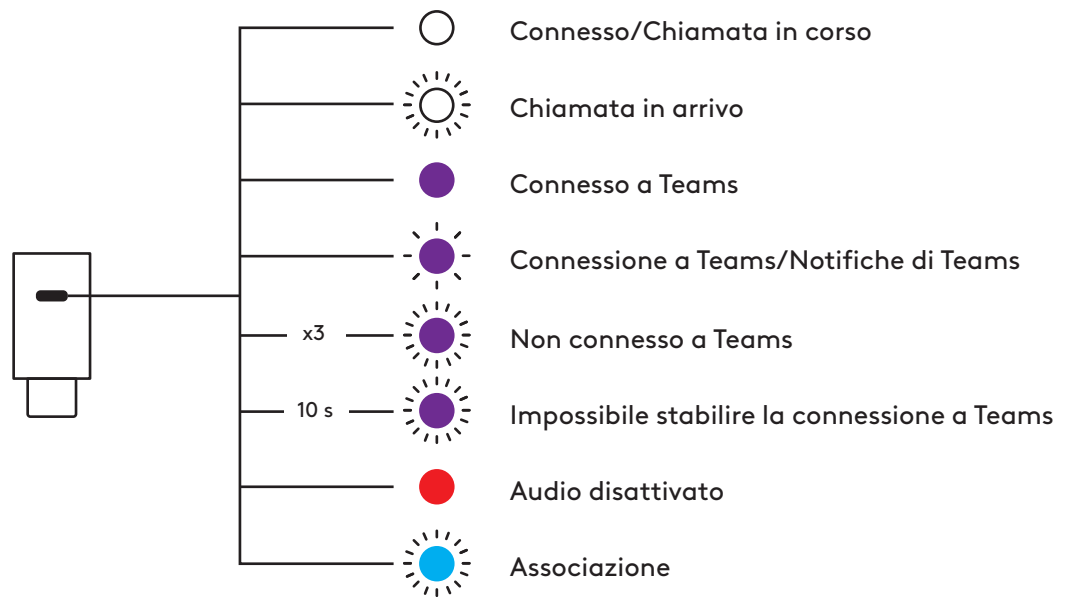 Connesso/Chiamata in corso
Chiamata in arrivo
Connesso a Teams
Connessione a Teams/Notifiche di Teams
x3
Non connesso a Teams
10 s
Impossibile stabilire la connessione a Teams
Audio disattivato
Associazione